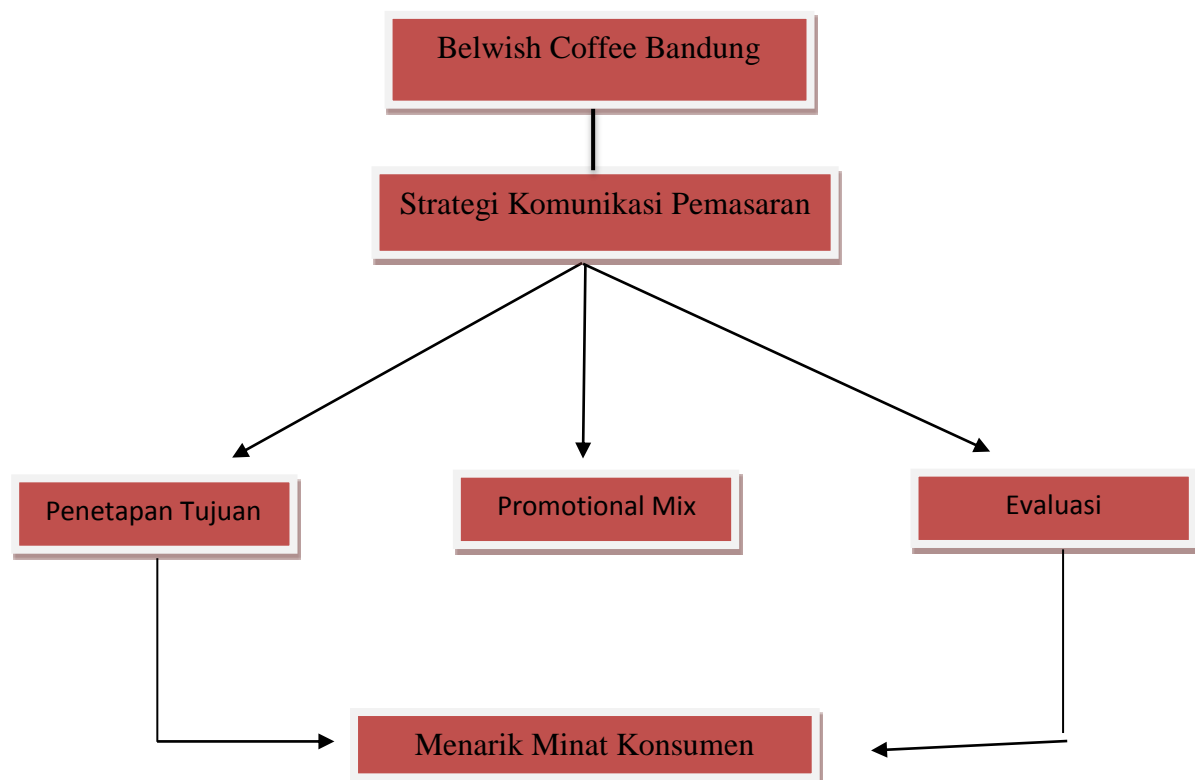 Belwish Coffee Bandung
Strategi Komunikasi Pemasaran
Penetapan Tujuan
Promotional Mix
Evaluasi
Menarik Minat Konsumen